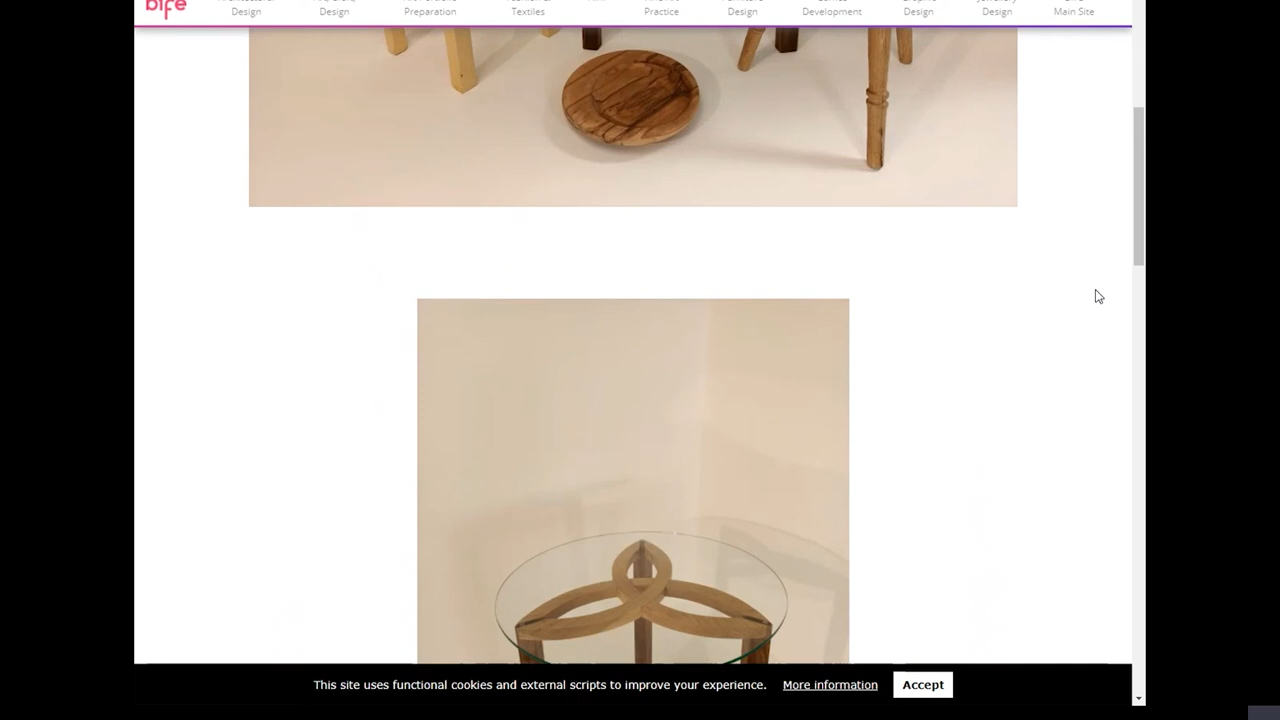 bife
Design
Design
Preparation
Textiles
Practice
Design
Development
Design
Design
Main Site
This site uses functional cookies and external scripts to improve your experience. More information Accept